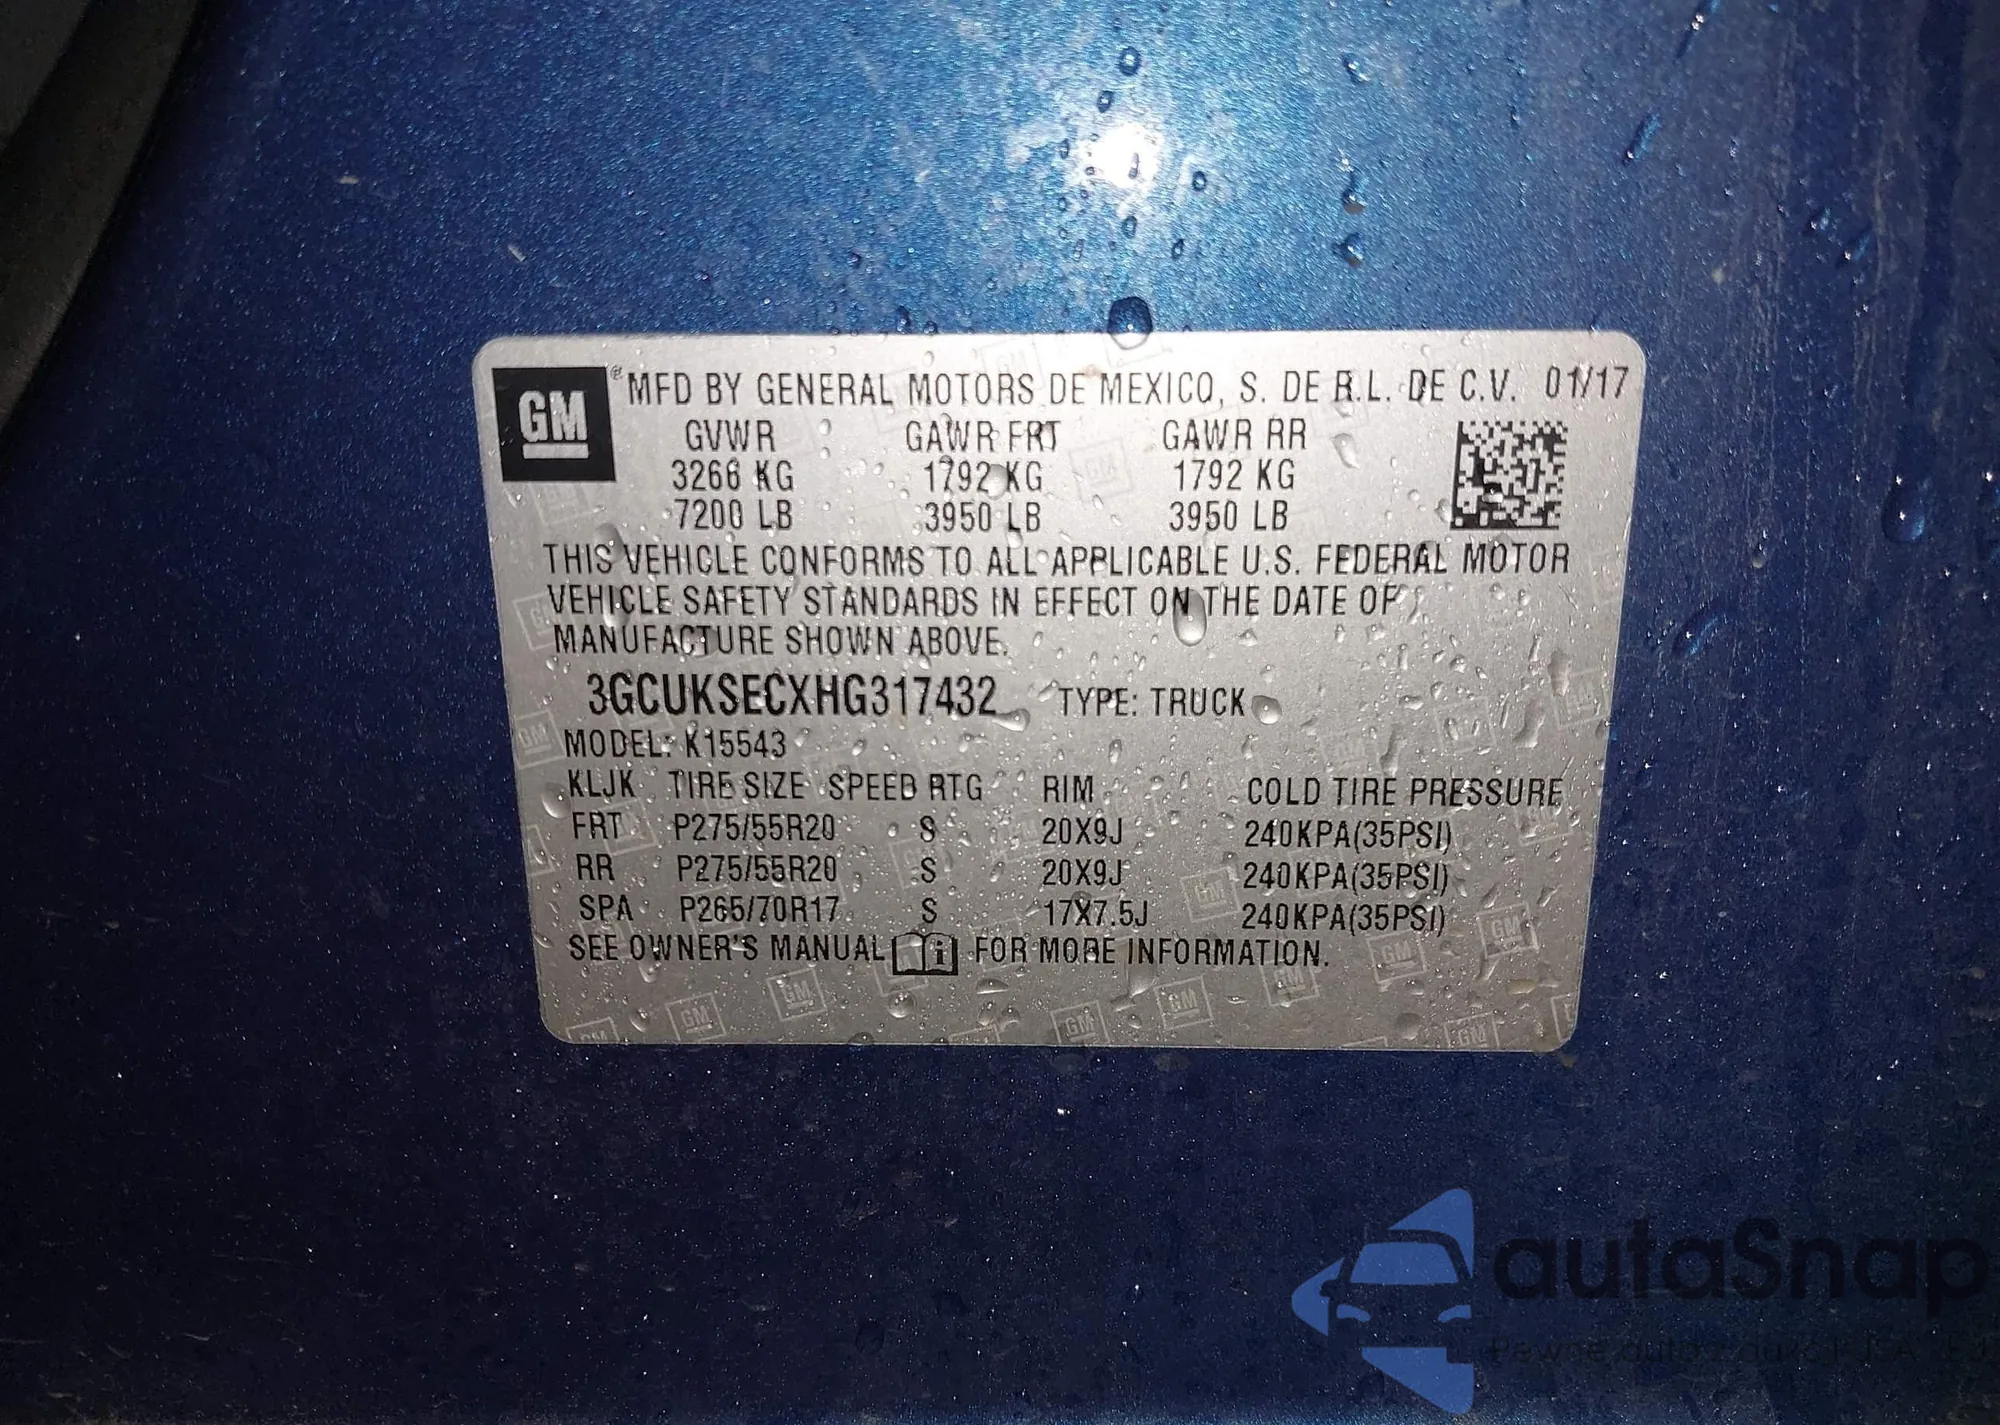 GM ® MFD BY GENERAL MOTORS DE MEXICO, S. DE R.L. DE C.V. 01/17
GVWR GAWR FRT GAWR RR
3266 KG 1792 KG 1792 KG
7200 LB 3950 LB 3950 LB
THIS VEHICLE CONFORMS TO ALL APPLICABLE U.S. FEDERAL MOTOR
VEHICLE SAFETY STANDARDS IN EFFECT ON THE DATE OF
MANUFACTURE SHOWN ABOVE.
3GCUKSECXHG317432 TYPE: TRUCK
MODEL: K15543
KLJK TIRE SIZE SPEED RTG RIM COLD TIRE PRESSURE
FRT P275/55R20 S 20X9J 240KPA(35PSI)
RR P275/55R20 S 20X9J 240KPA(35PSI)
SPA P265/70R17 S 17X7.5J 240KPA(35PSI)
SEE OWNER'S MANUAL FOR MORE INFORMATION.
autaSnap
Pewne auto z